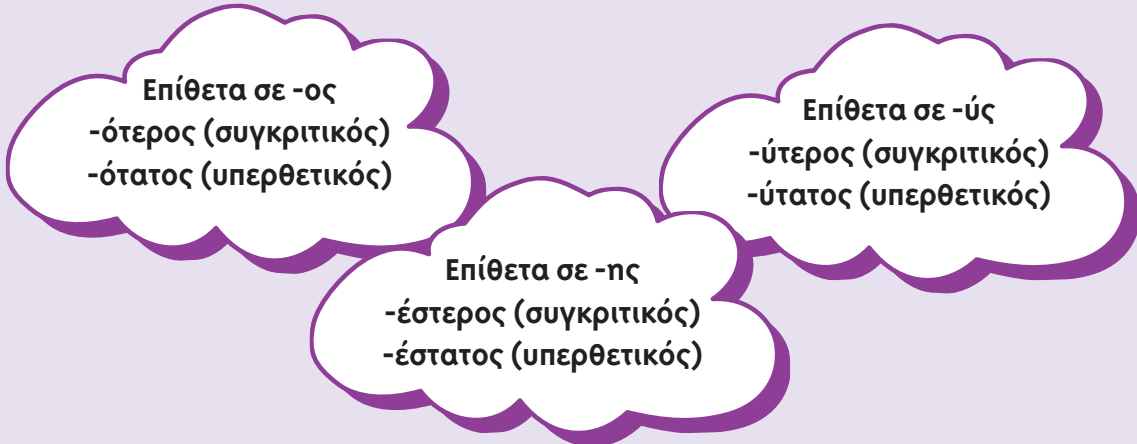 Επίθετα σε -ος
-ότερος (συγκριτικός)
-ότατος (υπερθετικός)
Επίθετα σε -ύς
-ύτερος (συγκριτικός)
-ύτατος (υπερθετικός)
Επίθετα σε -ης
-έστερος (συγκριτικός)
-έστατος (υπερθετικός)